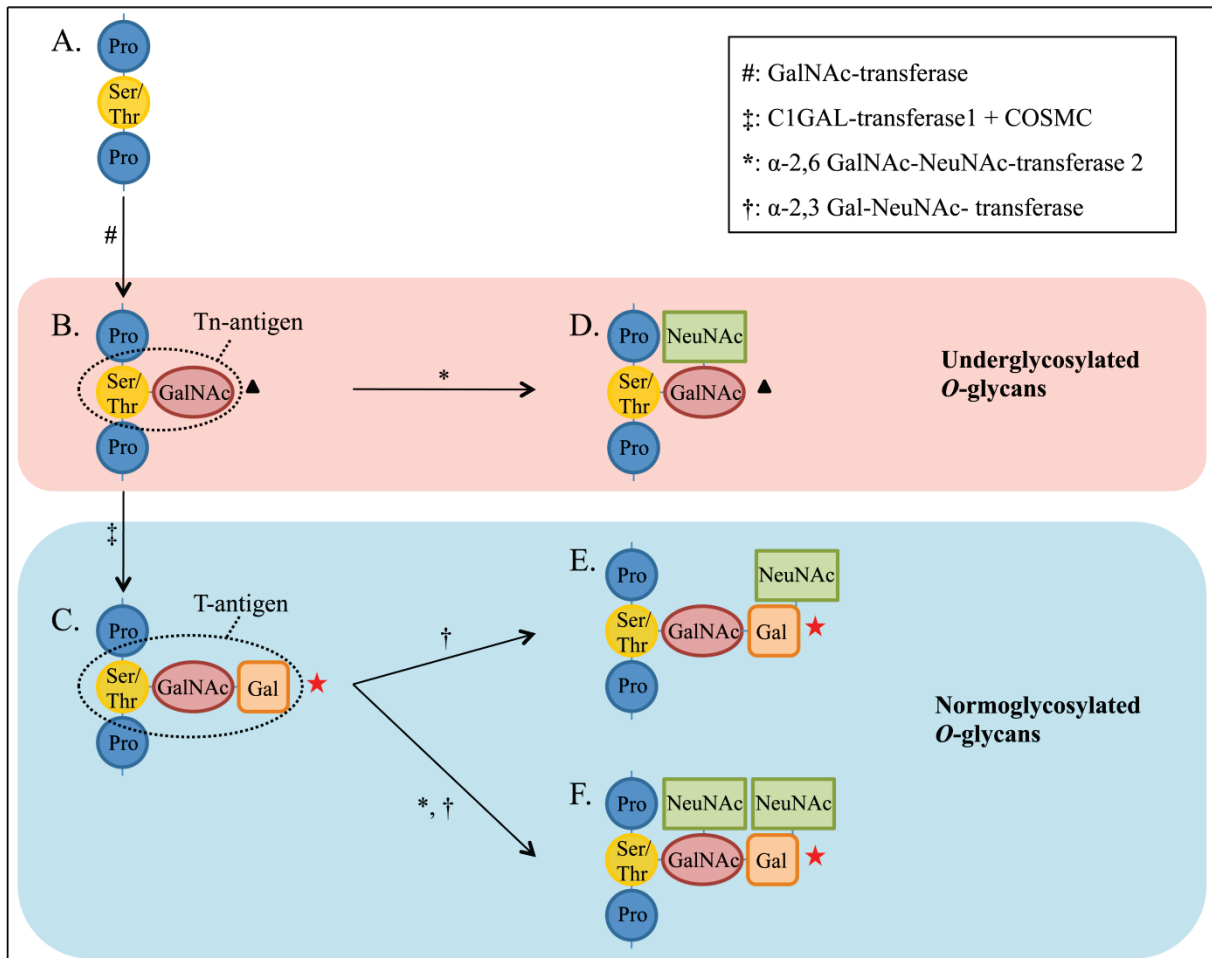 A.
Pro
Ser/
Thr
Pro
#: GalNAc-transferase
‡: C1GAL-transferase1 + COSMC
*: α-2,6 GalNAc-NeuNAc-transferase 2
†: α-2,3 Gal-NeuNAc- transferase
#
B.
Tn-antigen
Pro
Ser/
Thr
GalNAc
Pro
*
D.
Pro
NeuNAc
Ser/
Thr
GalNAc
Pro
Underglycosylated
O-glycans
‡
C.
T-antigen
Pro
Ser/
Thr
GalNAc
Gal
Pro
†
*, †
E.
Pro
NeuNAc
Ser/
Thr
GalNAc
Gal
Pro
Normoglycosylated
O-glycans
F.
Pro
NeuNAc
NeuNAc
Ser/
Thr
GalNAc
Gal
Pro